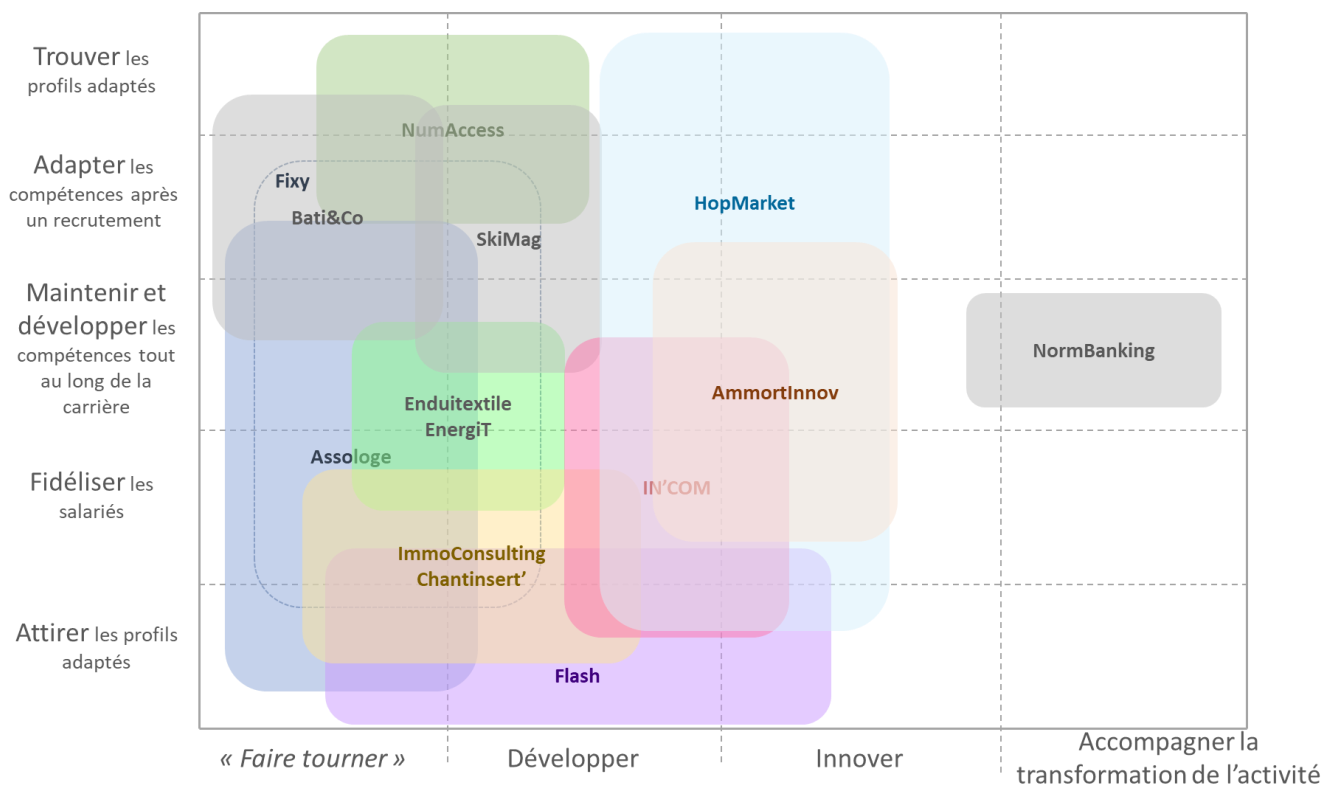 Trouver les
profils adaptés
Adapter les
compétences après
un recrutement
Maintenir et
développer les
compétences tout
au long de la
carrière
Fidéliser les
salariés
Attirer les profils
adaptés
NumAccess
Fixy
Bati&Co
SkiMag
HopMarket
NormBanking
AmmortInnov
Enduitextile
EnergiT
Assologe
IN’COM
ImmoConsulting
Chantinsert’
Flash
« Faire tourner »
Développer
Innover
Accompagner la
transformation de l’activité